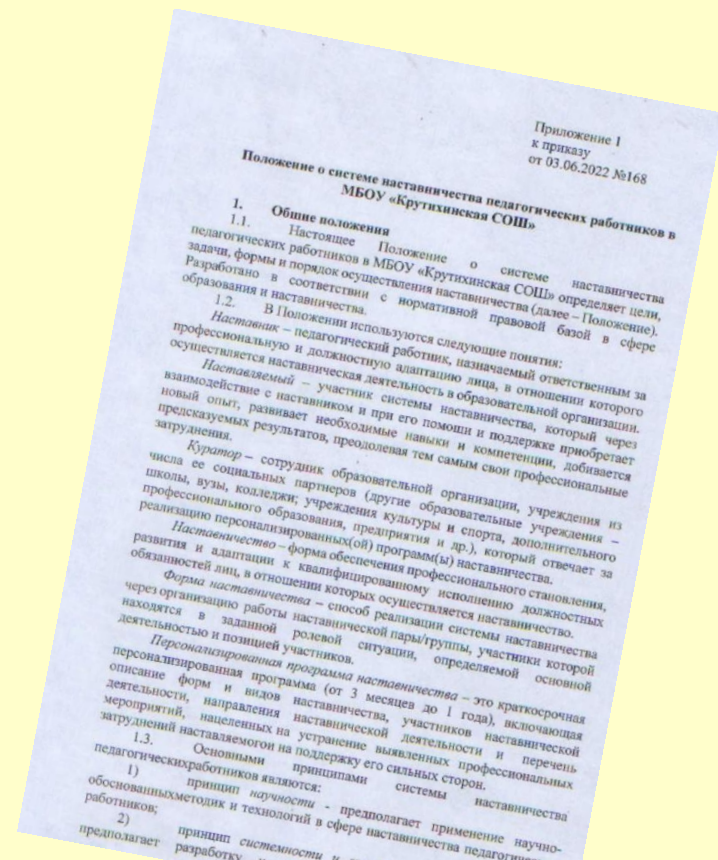 Приложение 1
к приказу
от 03.06.2022 №168
Положение о системе наставничества педагогических работников в
МБОУ «Крутихинская СОШ»
1. Общие положения
1.1. Настоящее Положение о системе наставничества
педагогических работников в МБОУ «Крутихинская СОШ» определяет цели,
задачи, формы и порядок осуществления наставничества (далее – Положение).
Разработано в соответствии с нормативной правовой базой в сфере
образования и наставничества.
1.2. В Положении используются следующие понятия:
Наставник – педагогический работник, назначаемый ответственным за
профессиональную и должностную адаптацию лица, в отношении которого
осуществляется наставническая деятельность в образовательной организации.
Наставляемый – участник системы наставничества, который через
взаимодействие с наставником и при его помощи и поддержке приобретает
новый опыт, развивает необходимые навыки и компетенции, добивается
предсказуемых результатов, преодолевая тем самым свои профессиональные
затруднения.
Куратор – сотрудник образовательной организации, учреждения из
числа ее социальных партнеров (другие образовательные учреждения –
школы, вузы, колледжи; учреждения культуры и спорта, дополнительного
профессионального образования, предприятия и др.), который отвечает за
реализацию персонализированных(ой) программ(ы) наставничества.
Наставничество – форма обеспечения профессионального становления,
развития и адаптации к квалифицированному исполнению должностных
обязанностей лиц, в отношении которых осуществляется наставничество.
Форма наставничества – способ реализации системы наставничества
через организацию работы наставнической пары/группы, участники которой
находятся в заданной ролевой ситуации, определяемой основной
деятельностью и позицией участников.
Персонализированная программа наставничества – это краткосрочная
персонализированная программа (от 3 месяцев до 1 года), включающая
описание форм и видов наставничества, участников наставнической
деятельности, направления наставнической деятельности и перечень
мероприятий, нацеленных на устранение выявленных профессиональных
затруднений наставляемогои на поддержку его сильных сторон.
1.3. Основными принципами системы наставничества
педагогическихработников являются:
1) принцип научности - предполагает применение научно-
обоснованныхметодик и технологий в сфере наставничества
работников;
2) принцип системности и
предполагает разработку